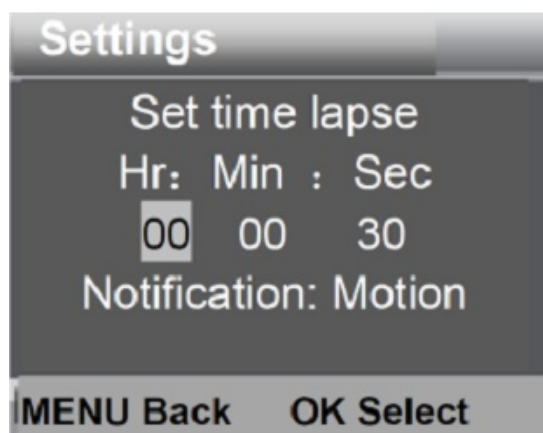 Settings
Set time lapse
Hr： Min ： Sec
00 00 30
Notification: Motion
MENU Back OK Select